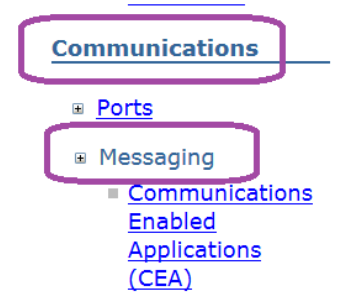 Communications
Ports
Messaging
Communications
Enabled
Applications
(CEA)